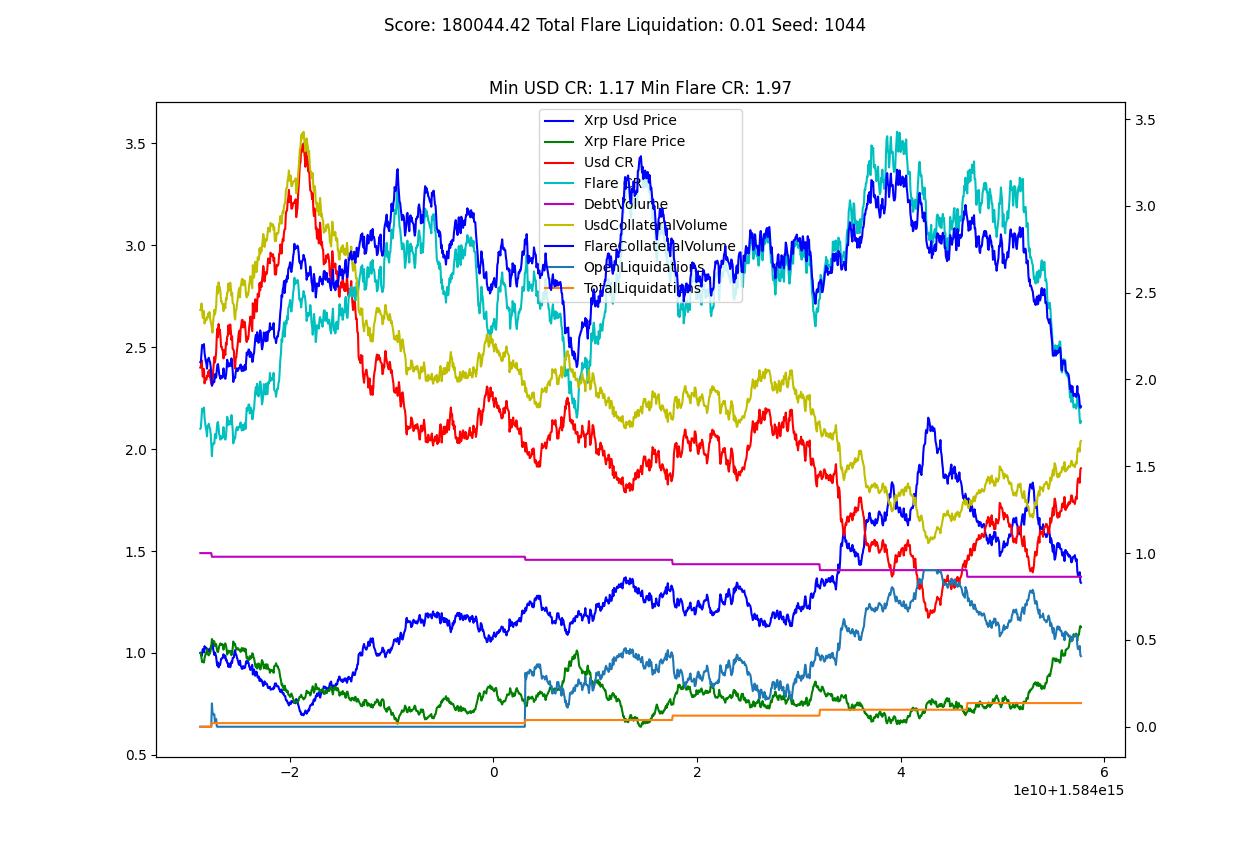 Score: 180044.42 Total Flare Liquidation: 0.01 Seed: 1044
Min USD CR: 1.17 Min Flare CR: 1.97
Xrp Usd Price
Xrp Flare Price
Usd CR
Flare CR
DebtVolume
UsdCollateralVolume
FlareCollateralVolume
OpenLiquidations
TotalLiquidations
3.5
3.0
2.5
2.0
1.5
1.0
0.5
3.5
3.0
2.5
2.0
1.5
1.0
0.5
0.0
−2
0
2
4
6
1e10+1.584e15